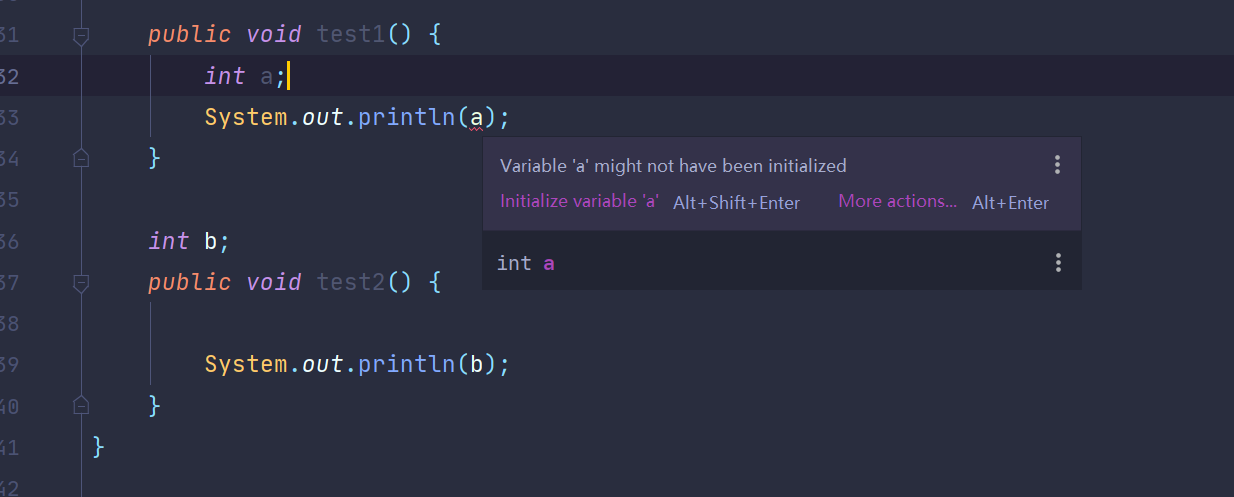 31 public void test1() {
32 int a;
33 System.out.println(a);
Variable 'a' might not have been initialized
Initialize variable 'a' Alt+Shift+Enter More actions... Alt+Enter
int a
34 }
35
36 int b;
37 public void test2() {
38
39 System.out.println(b);
40 }
41 }
42